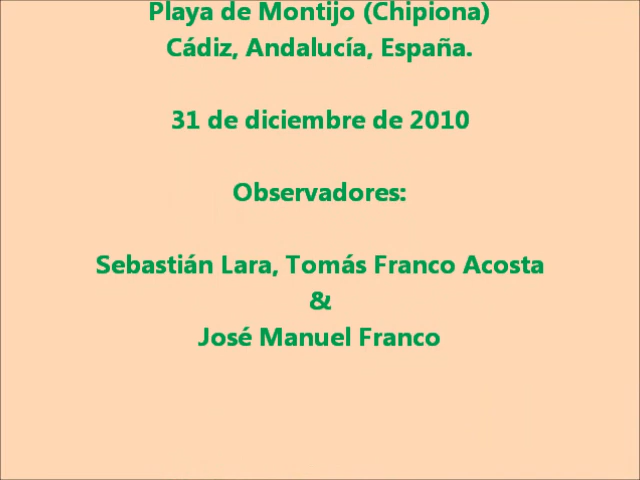 Playa de Montijo (Chipiona)
Cádiz, Andalucía, España.
31 de diciembre de 2010
Observadores:
Sebastián Lara, Tomás Franco Acosta
&
José Manuel Franco